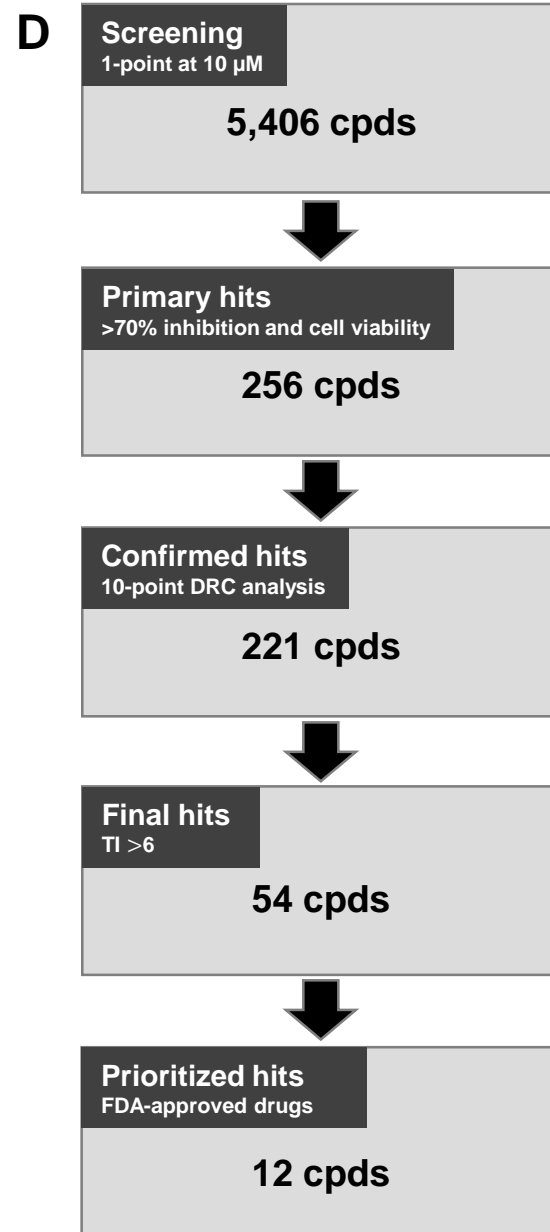 D
Screening
1-point at 10 µM
5,406 cpds
Primary hits
>70% inhibition and cell viability
256 cpds
Confirmed hits
10-point DRC analysis
221 cpds
Final hits
TI >6
54 cpds
Prioritized hits
FDA-approved drugs
12 cpds